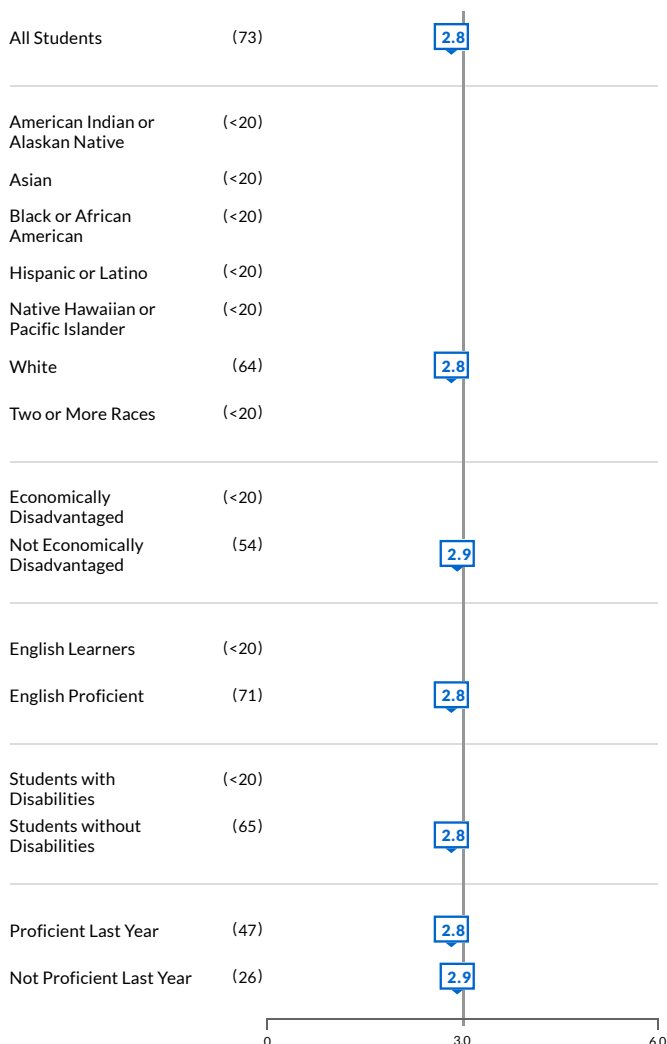 All Students (73) 2.8
American Indian or (<20)
Alaskan Native
Asian (<20)
Black or African (<20)
American
Hispanic or Latino (<20)
Native Hawaiian or (<20)
Pacific Islander
White (64) 2.8
Two or More Races (<20)
Economically (<20)
Disadvantaged
Not Economically (54) 2.9
Disadvantaged
English Learners (<20)
English Proficient (71) 2.8
Students with (<20)
Disabilities
Students without (65) 2.8
Disabilities
Proficient Last Year (47) 2.8
Not Proficient Last Year (26) 2.9
0 3.0 6.0